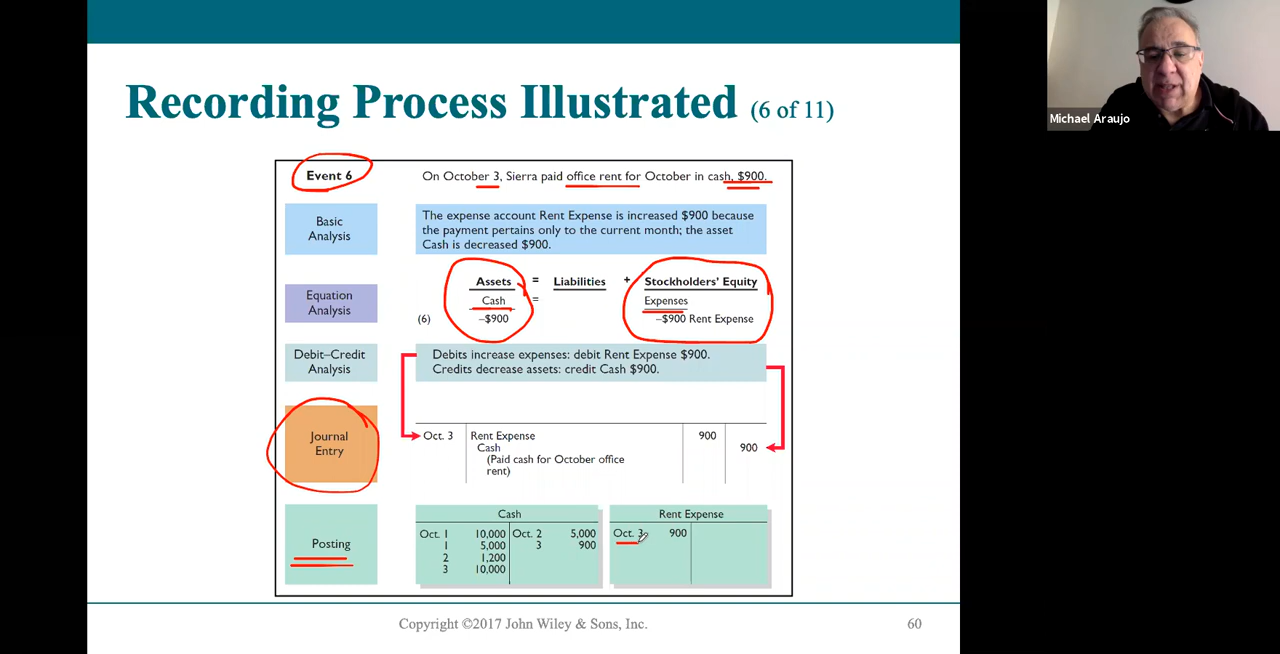 Michael Araujo
Recording Process Illustrated (6 of 11)
Event 6
On October 3, Sierra paid office rent for October in cash, $900.
Basic
Analysis
The expense account Rent Expense is increased $900 because
the payment pertains only to the current month; the asset
Cash is decreased $900.
Equation
Analysis
Assets = Liabilities + Stockholders' Equity
Cash = Expenses
(6) –$900 –$900 Rent Expense
Debit–Credit
Analysis
Debits increase expenses: debit Rent Expense $900.
Credits decrease assets: credit Cash $900.
Journal
Entry
Oct. 3 Rent Expense 900
Cash 900
(Paid cash for October office
rent)
Posting
Cash
Oct. 1 10,000 Oct. 2 5,000
1 5,000 3 900
2 1,200
3 10,000
Rent Expense
Oct. 3 900
Copyright ©2017 John Wiley & Sons, Inc.
60